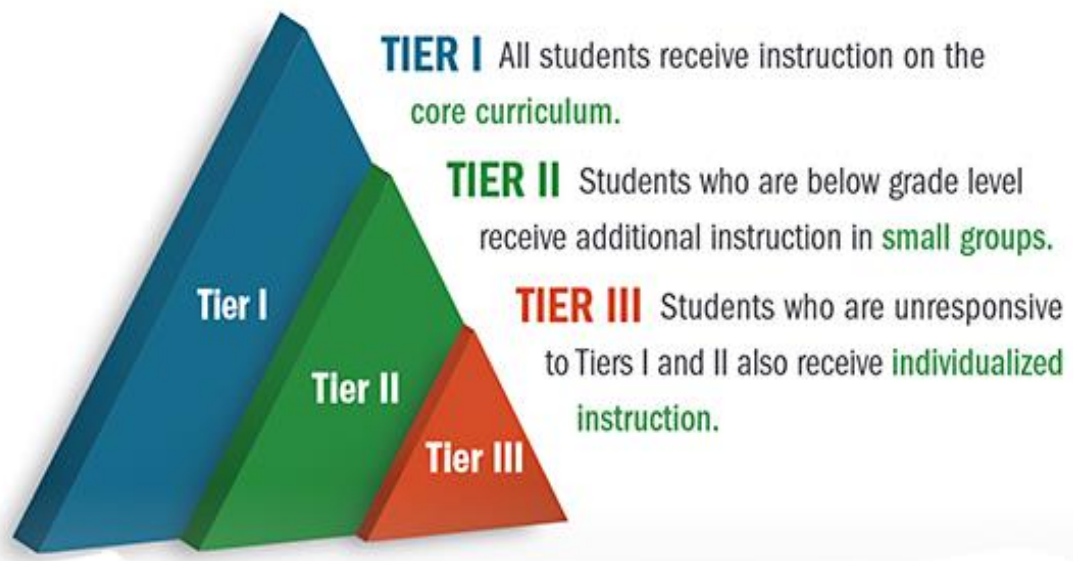 TIER I All students receive instruction on the
core curriculum.
TIER II Students who are below grade level
receive additional instruction in small groups.
TIER III Students who are unresponsive
to Tiers I and II also receive individualized
instruction.
Tier I
Tier II
Tier III